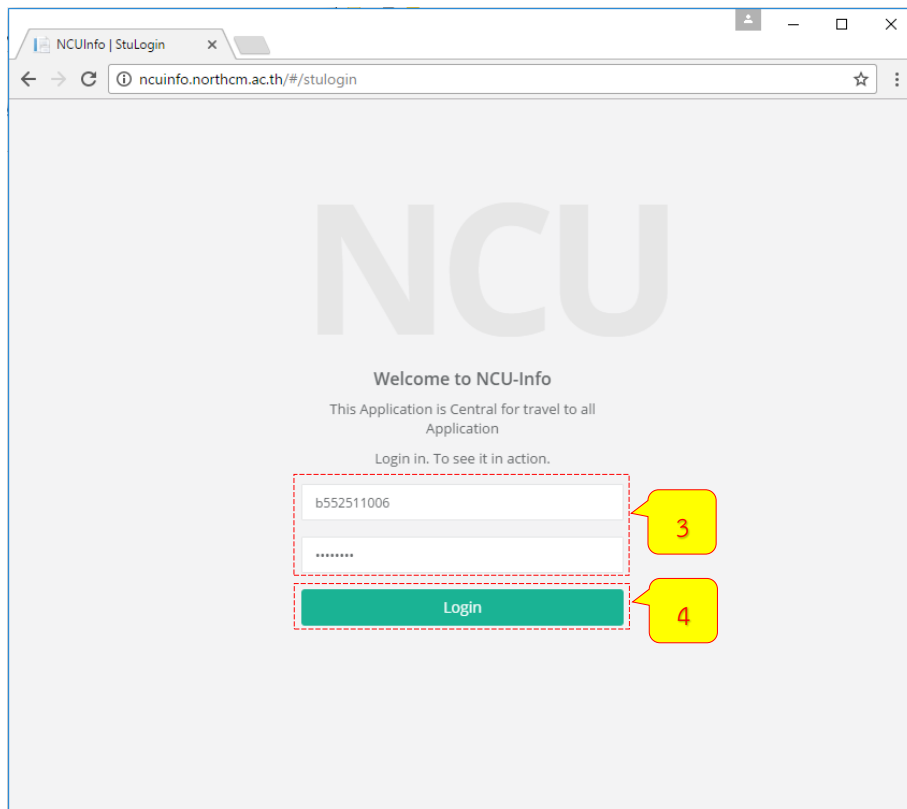 NCUInfo | StuLogin
ncuinfo.northcm.ac.th/#/stulogin
NCU
Welcome to NCU-Info
This Application is Central for travel to all
Application
Login in. To see it in action.
b552511006
3
••••••••
Login
4